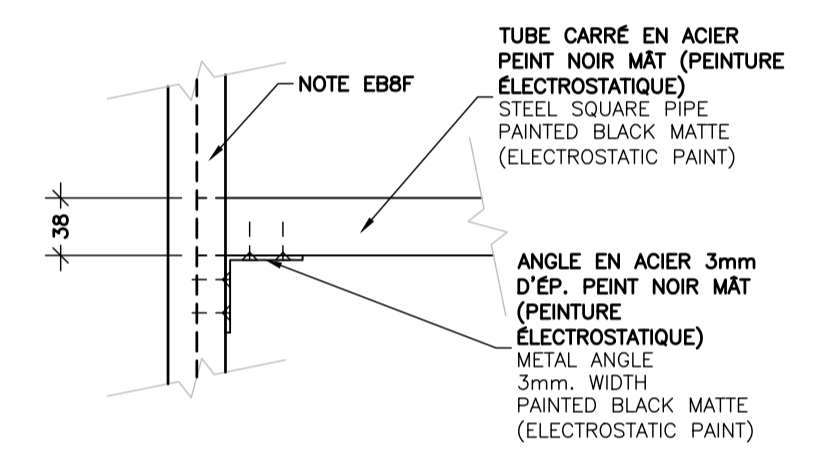 TUBE CARRÉ EN ACIER
PEINT NOIR MÂT (PEINTURE
ÉLECTROSTATIQUE)
STEEL SQUARE PIPE
PAINTED BLACK MATTE
(ELECTROSTATIC PAINT)
NOTE EB8F
38
ANGLE EN ACIER 3mm
D'ÉP. PEINT NOIR MÂT
(PEINTURE
ÉLECTROSTATIQUE)
METAL ANGLE
3mm. WIDTH
PAINTED BLACK MATTE
(ELECTROSTATIC PAINT)